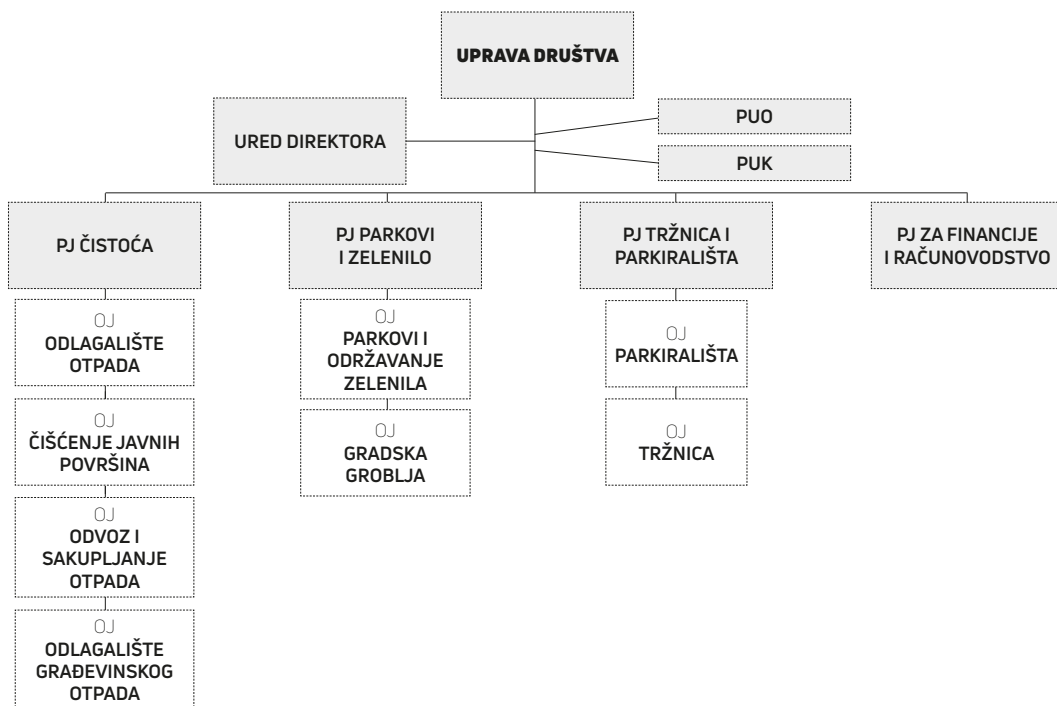 UPRAVA DRUŠTVA
URED DIREKTORA
PUO
PUK
PJ ČISTOĆA
PJ PARKOVI
I ZELENILO
PJ TRŽNICA I
PARKIRALIŠTA
PJ ZA FINANCIJE
I RAČUNOVODSTVO
OJ
ODLAGALIŠTE
OTPADA
OJ
ČIŠĆENJE JAVNIH
POVRŠINA
OJ
ODVOZ I
SAKUPLJANJE
OTPADA
OJ
ODLAGALIŠTE
GRAĐEVINSKOG
OTPADA
OJ
PARKOVI I
ODRŽAVANJE
ZELENILA
OJ
GRADSKA
GROBLJA
OJ
PARKIRALIŠTA
OJ
TRŽNICA